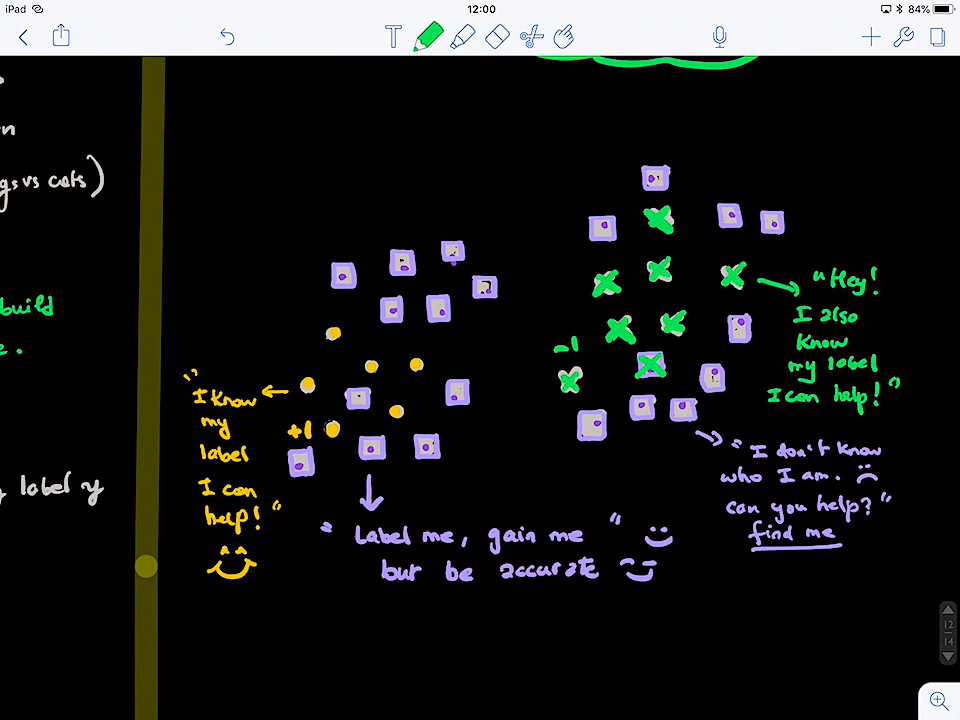 iPad
12:00
84%
T
gs vs cats)
build
e.
label y
-1
"Hey!
I also
know
my label
I can help!"
"
I know
my
label
I can
help!"
+1
"I don't know
who I am.
can you help?"
find me
"Label me, gain me"
but be accurate
12
14